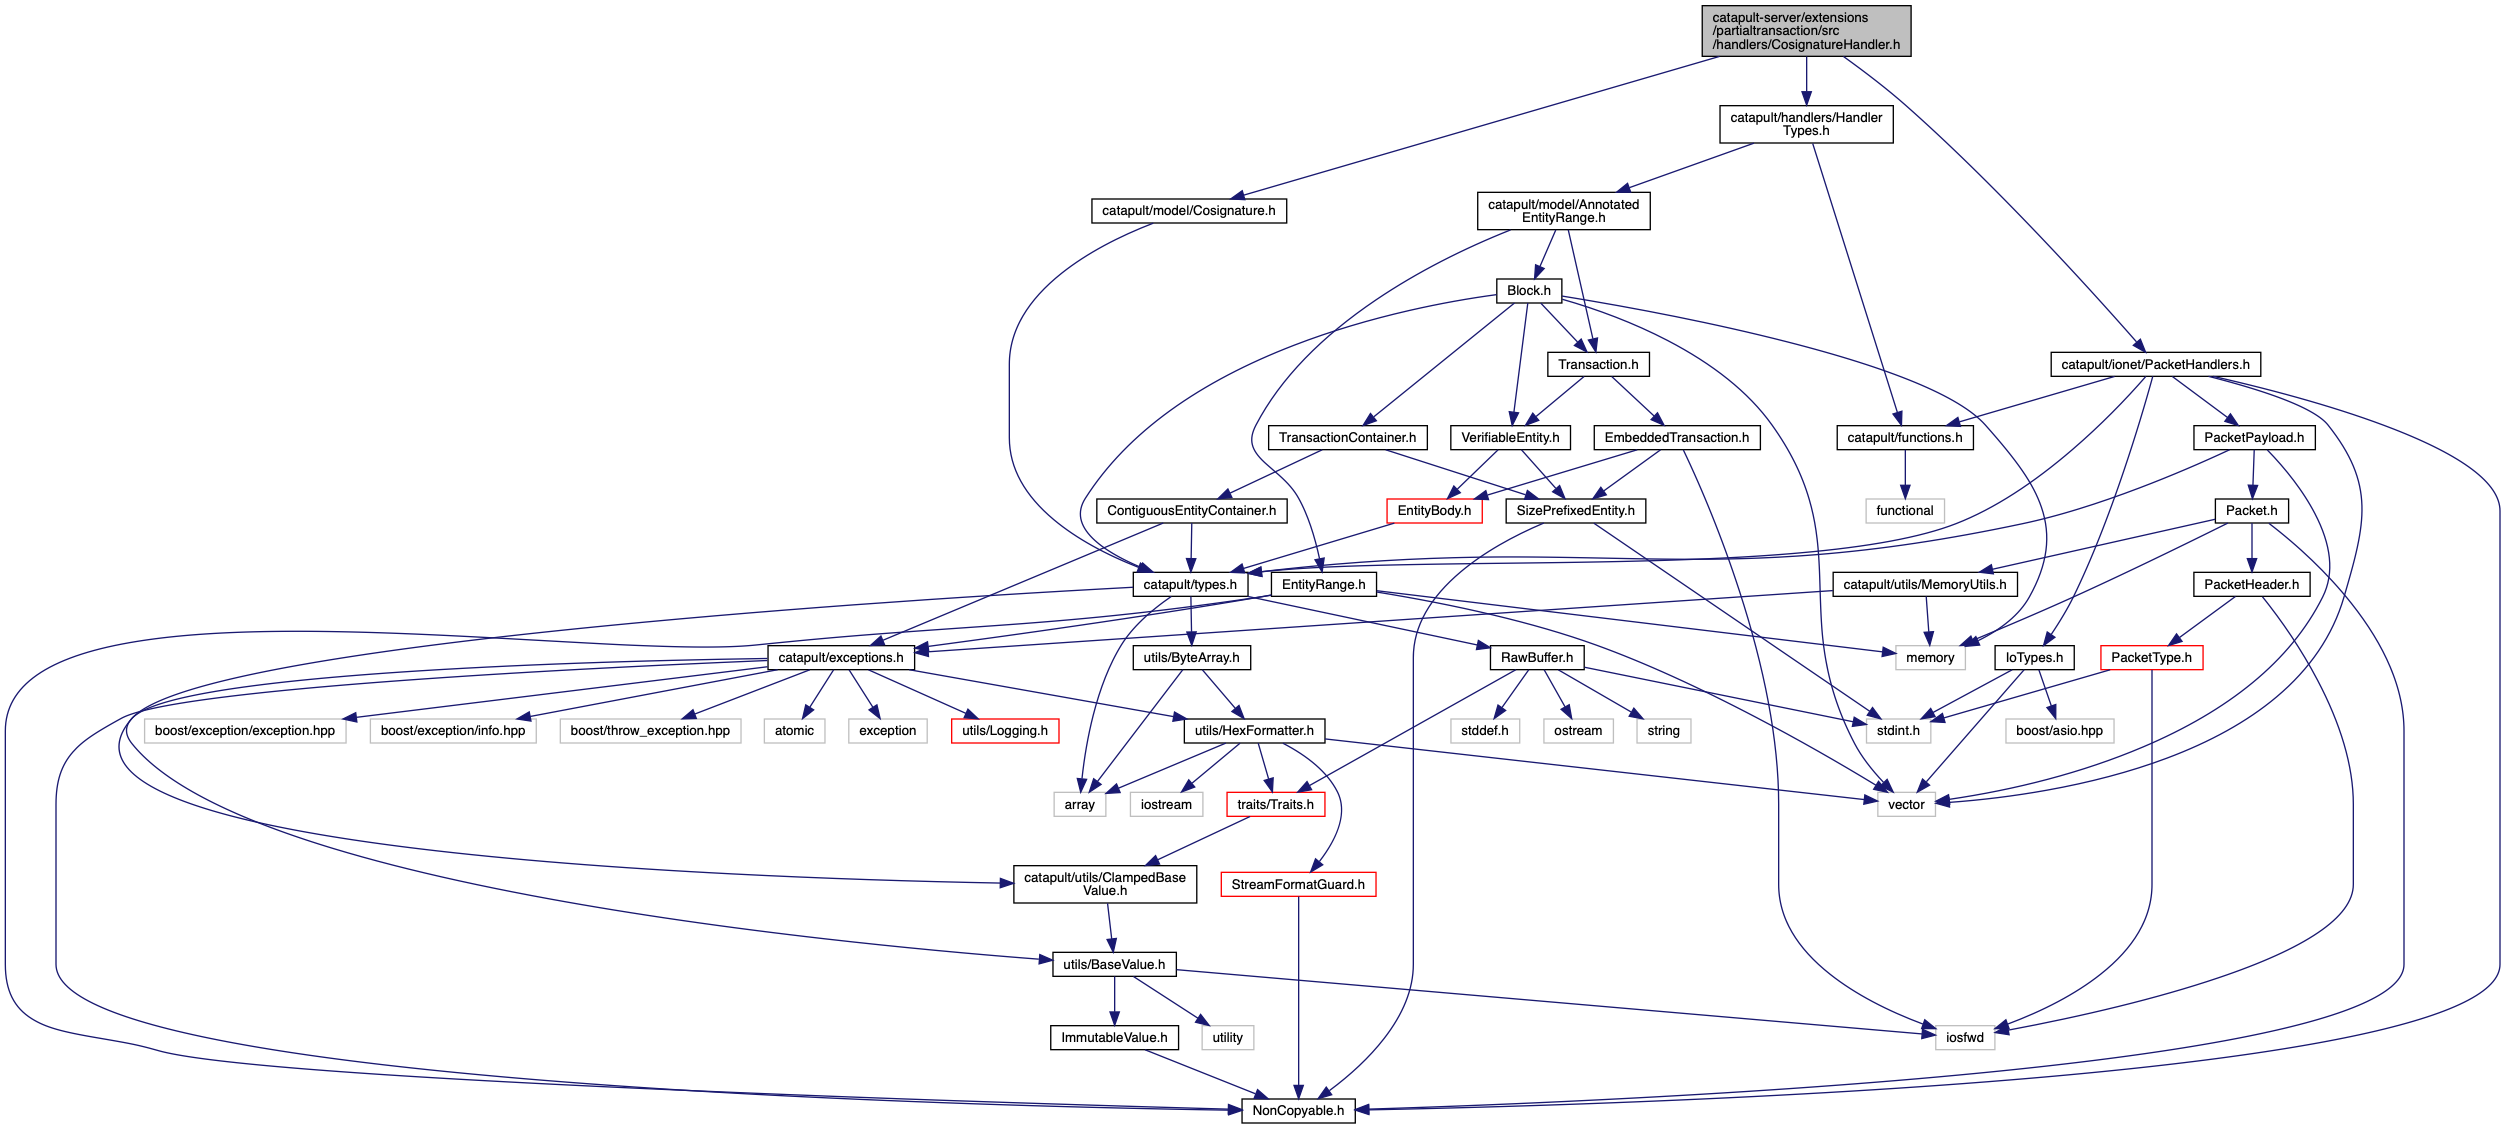 catapult-server/extensions
/partialtransaction/src
/handlers/CosignatureHandler.h
catapult/handlers/Handler
Types.h
catapult/model/Cosignature.h
catapult/model/Annotated
EntityRange.h
Block.h
Transaction.h
catapult/ionet/PacketHandlers.h
TransactionContainer.h
VerifiableEntity.h
EmbeddedTransaction.h
catapult/functions.h
PacketPayload.h
ContiguousEntityContainer.h
EntityBody.h
SizePrefixedEntity.h
functional
Packet.h
catapult/types.h
EntityRange.h
catapult/utils/MemoryUtils.h
PacketHeader.h
catapult/exceptions.h
utils/ByteArray.h
RawBuffer.h
memory
IoTypes.h
PacketType.h
boost/exception/exception.hpp
boost/exception/info.hpp
boost/throw_exception.hpp
atomic
exception
utils/Logging.h
utils/HexFormatter.h
stddef.h
ostream
string
stdint.h
boost/asio.hpp
array
iostream
traits/Traits.h
vector
catapult/utils/ClampedBase
Value.h
StreamFormatGuard.h
utils/BaseValue.h
ImmutableValue.h
utility
iosfwd
NonCopyable.h